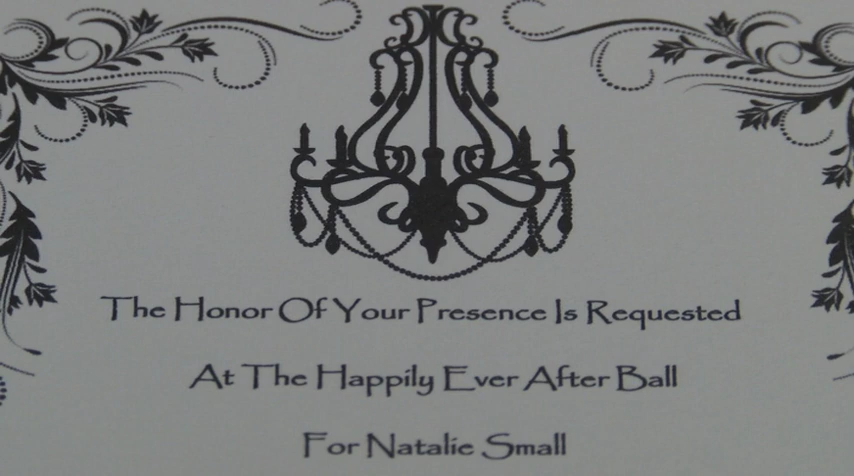 The Honor Of Your Presence Is Requested
At The Happily Ever After Ball
For Natalie Small